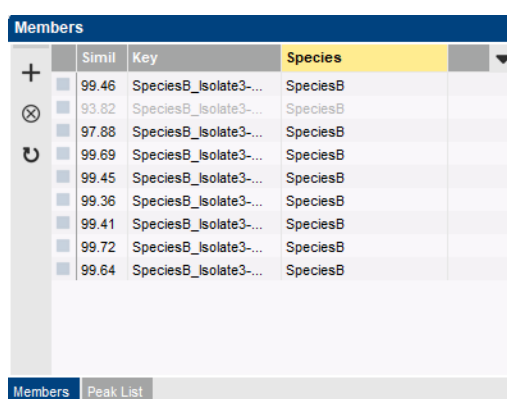 Members
Simil Key Species
99.46 SpeciesB_Isolate3-... SpeciesB
93.82 SpeciesB_Isolate3-... SpeciesB
97.88 SpeciesB_Isolate3-... SpeciesB
99.69 SpeciesB_Isolate3-... SpeciesB
99.45 SpeciesB_Isolate3-... SpeciesB
99.36 SpeciesB_Isolate3-... SpeciesB
99.41 SpeciesB_Isolate3-... SpeciesB
99.72 SpeciesB_Isolate3-... SpeciesB
99.64 SpeciesB_Isolate3-... SpeciesB
Members Peak List